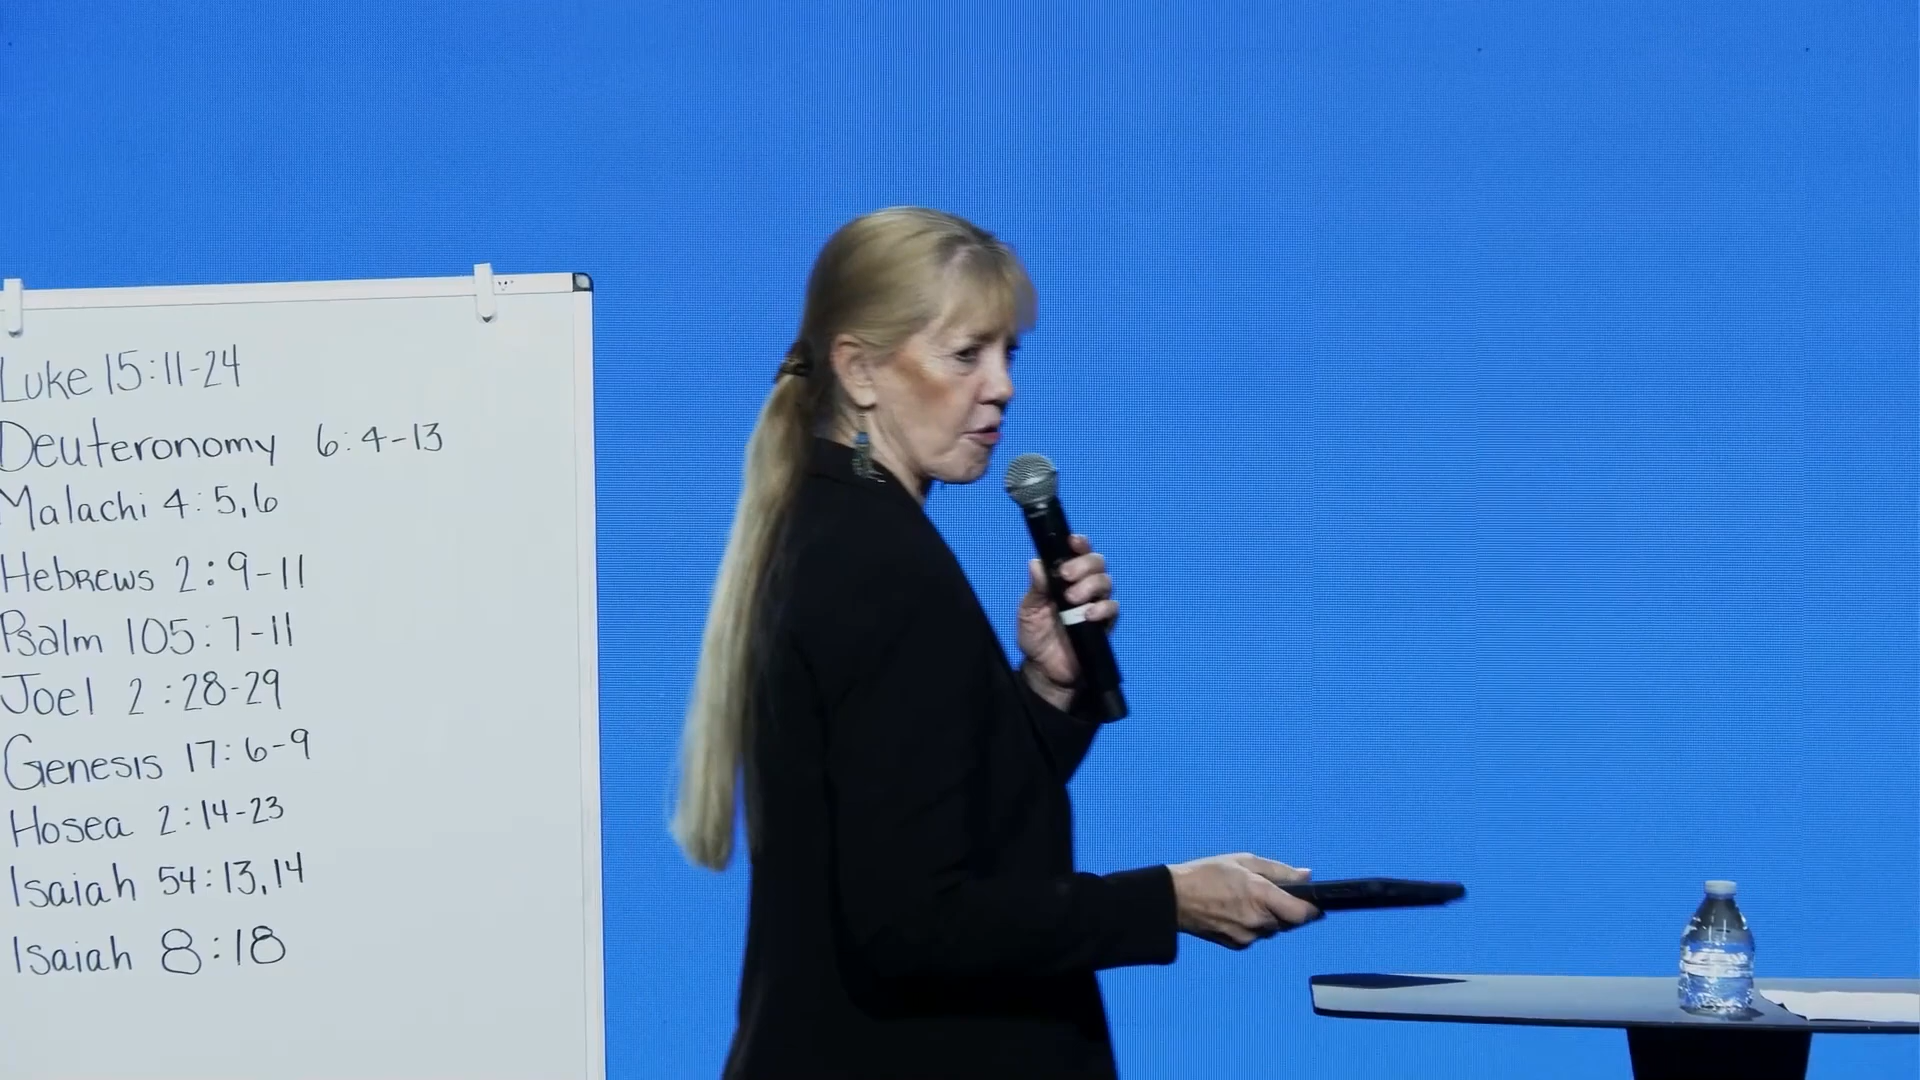 Luke 15:11-24
Deuteronomy 6:4-13
Malachi 4:5,6
Hebrews 2:9-11
Psalm 105:7-11
Joel 2:28-29
Genesis 17:6-9
Hosea 2:14-23
Isaiah 54:13,14
Isaiah 8:18